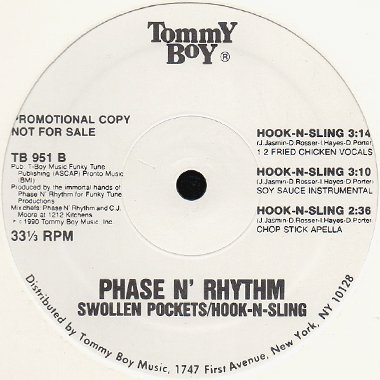 TOMMY
BOY ®
PROMOTIONAL COPY
NOT FOR SALE
TB 951 B
Pub: T-Boy Music Funky Tune
Publishing (ASCAP) Pronto Music
(BMI)
Produced by the immortal hands of
Phase N' Rhythm for Funky Tune
Productions
Mixchefs: Phase N' Rhythm and C.J.
Moore at 1212 Kitchens
© 1990 Tommy Boy Music, Inc.
33⅓ RPM
HOOK-N-SLING 3:14
(J.Jasmin-D.Rosser-I.Hayes-D.Porter)
1 2 FRIED CHICKEN VOCALS
HOOK-N-SLING 3:10
(J.Jasmin-D.Rosser-I.Hayes-D.Porter)
SOY SAUCE INSTRUMENTAL
HOOK-N-SLING 2:36
(J.Jasmin-D.Rosser-I.Hayes-D.Porter)
CHOP STICK APELLA
PHASE N' RHYTHM
SWOLLEN POCKETS/HOOK-N-SLING
Distributed by Tommy Boy Music, 1747 First Avenue, New York, NY 10128